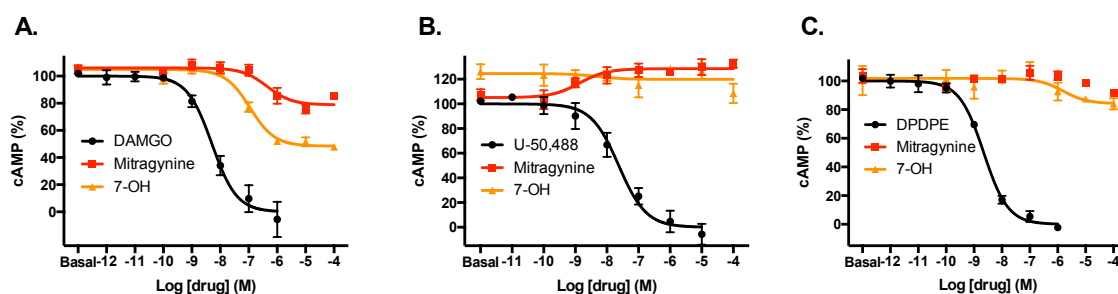 A.
cAMP (%)
100
80
60
40
20
0
DAMGO
Mitragynine
7-OH
Basal -12 -11 -10 -9 -8 -7 -6 -5 -4
Log [drug] (M)
B.
cAMP (%)
120
100
80
60
40
20
0
U-50,488
Mitragynine
7-OH
Basal -11 -10 -9 -8 -7 -6 -5 -4
Log [drug] (M)
C.
cAMP (%)
120
100
80
60
40
20
0
DPDPE
Mitragynine
7-OH
Basal -12 -11 -10 -9 -8 -7 -6 -5 -4
Log [drug] (M)